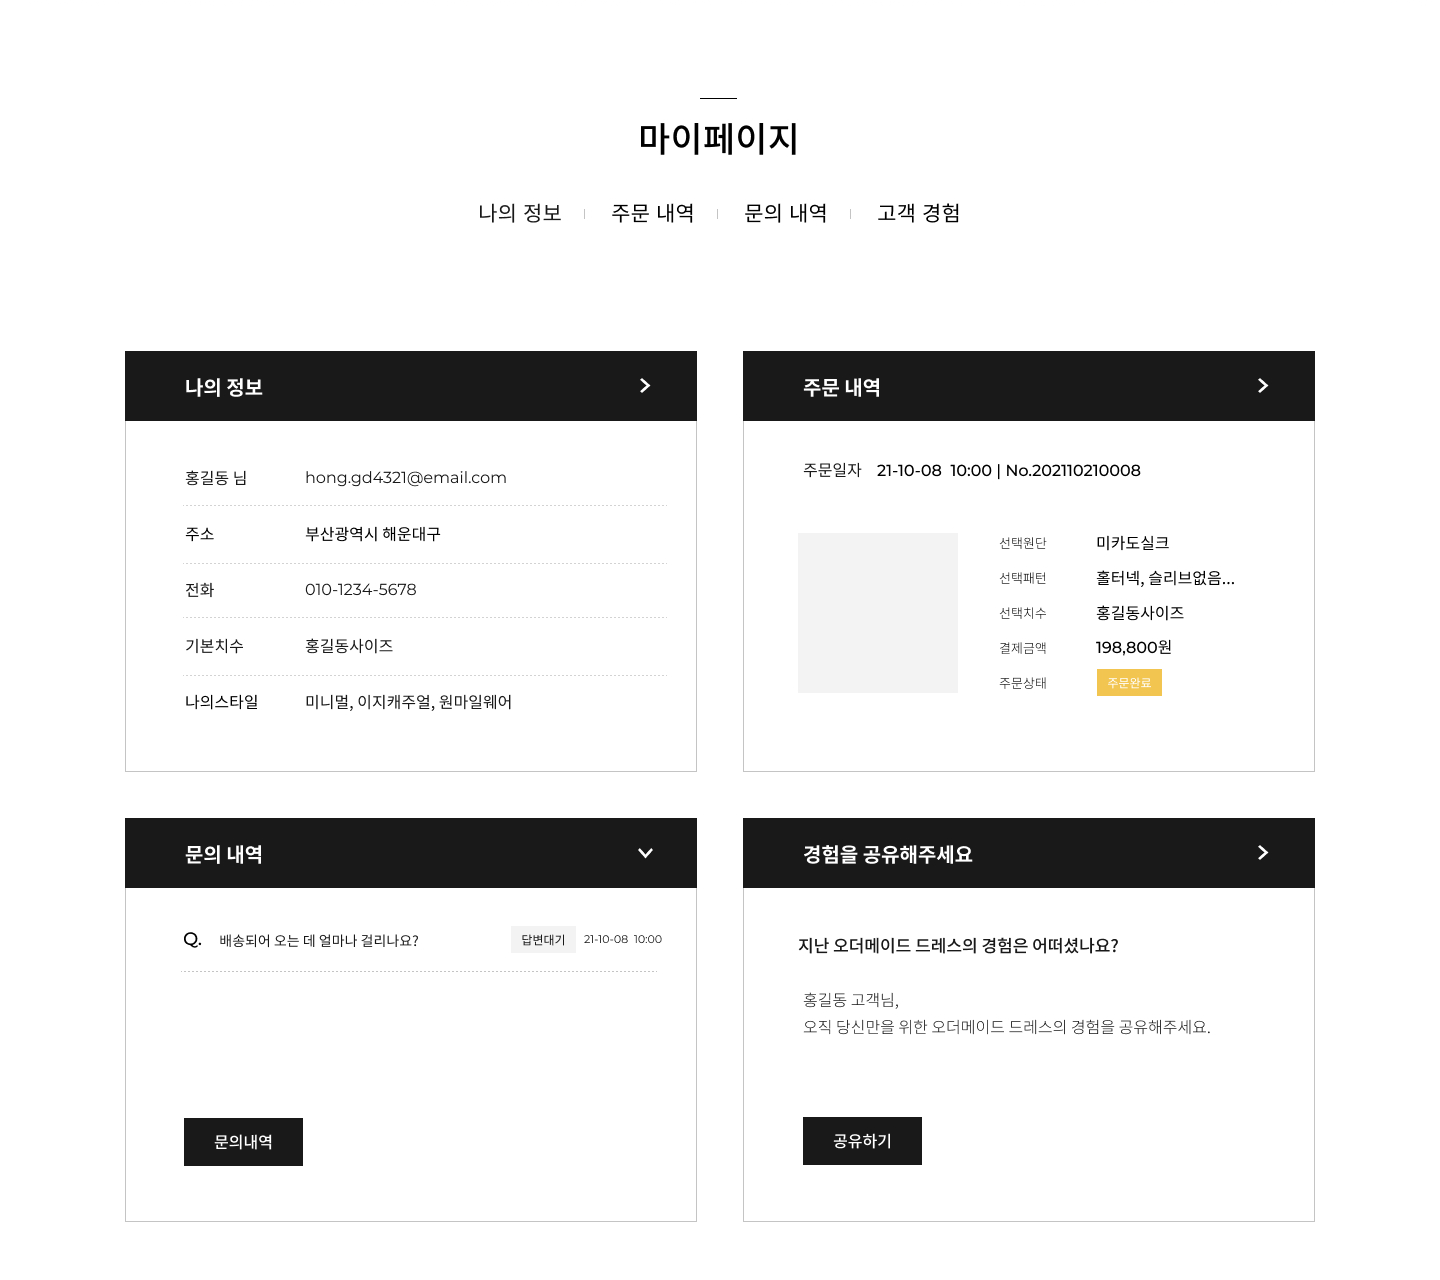 마이페이지
나의 정보 주문 내역 문의 내역 고객 경험
나의 정보
홍길동 님 hong.gd4321@email.com
주소 부산광역시 해운대구
전화 010-1234-5678
기본치수 홍길동사이즈
나의스타일 미니멀, 이지캐주얼, 원마일웨어
주문 내역
주문일자 21-10-08 10:00 | No.202110210008
선택원단 미카도실크
선택패턴 홀터넥, 슬리브없음...
선택치수 홍길동사이즈
결제금액 198,800원
주문상태 주문완료
문의 내역
Q. 배송되어 오는 데 얼마나 걸리나요? 답변대기 21-10-08 10:00
문의내역
경험을 공유해주세요
지난 오더메이드 드레스의 경험은 어떠셨나요?
홍길동 고객님,
오직 당신만을 위한 오더메이드 드레스의 경험을 공유해주세요.
공유하기